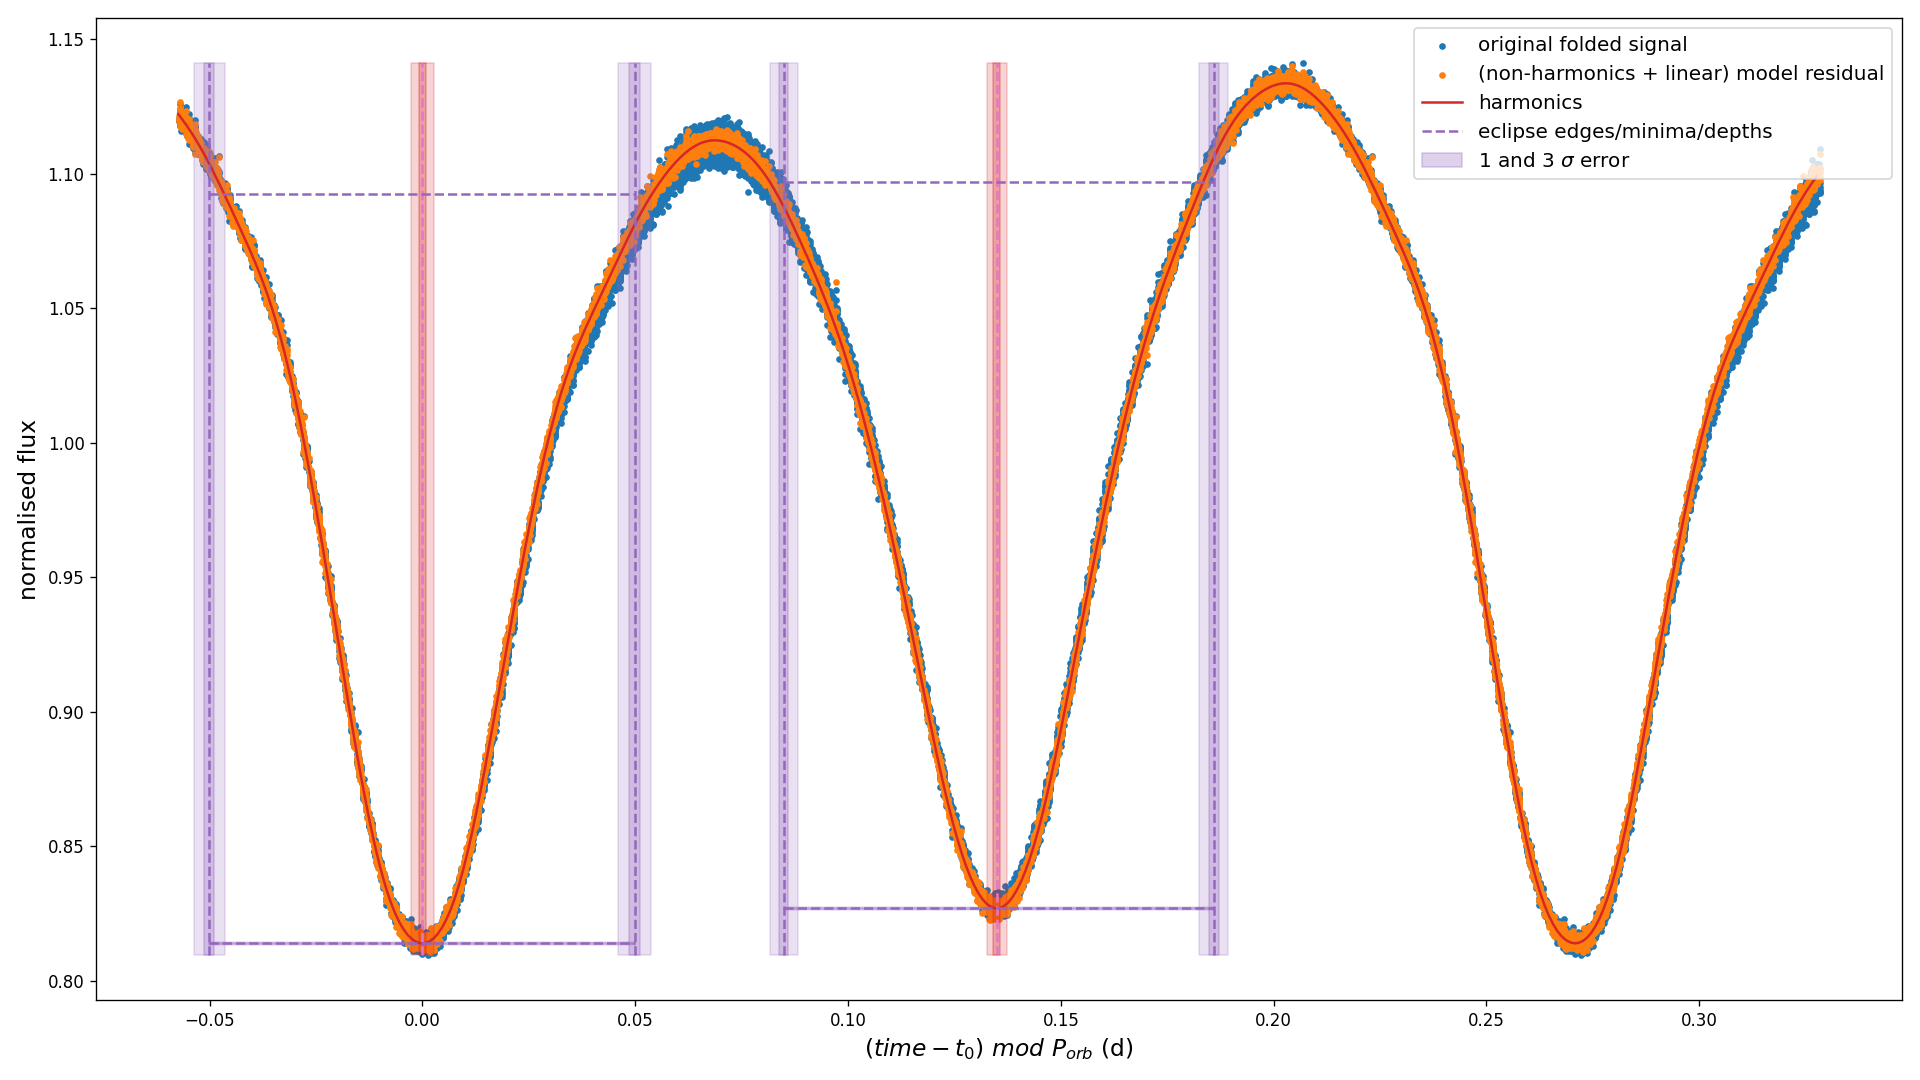 original folded signal
(non-harmonics + linear) model residual
harmonics
eclipse edges/minima/depths
1 and 3 σ error
normalised flux
1.15
1.10
1.05
1.00
0.95
0.90
0.85
0.80
−0.05 0.00 0.05 0.10 0.15 0.20 0.25 0.30
(time − t₀) mod Pₒᵣb (d)